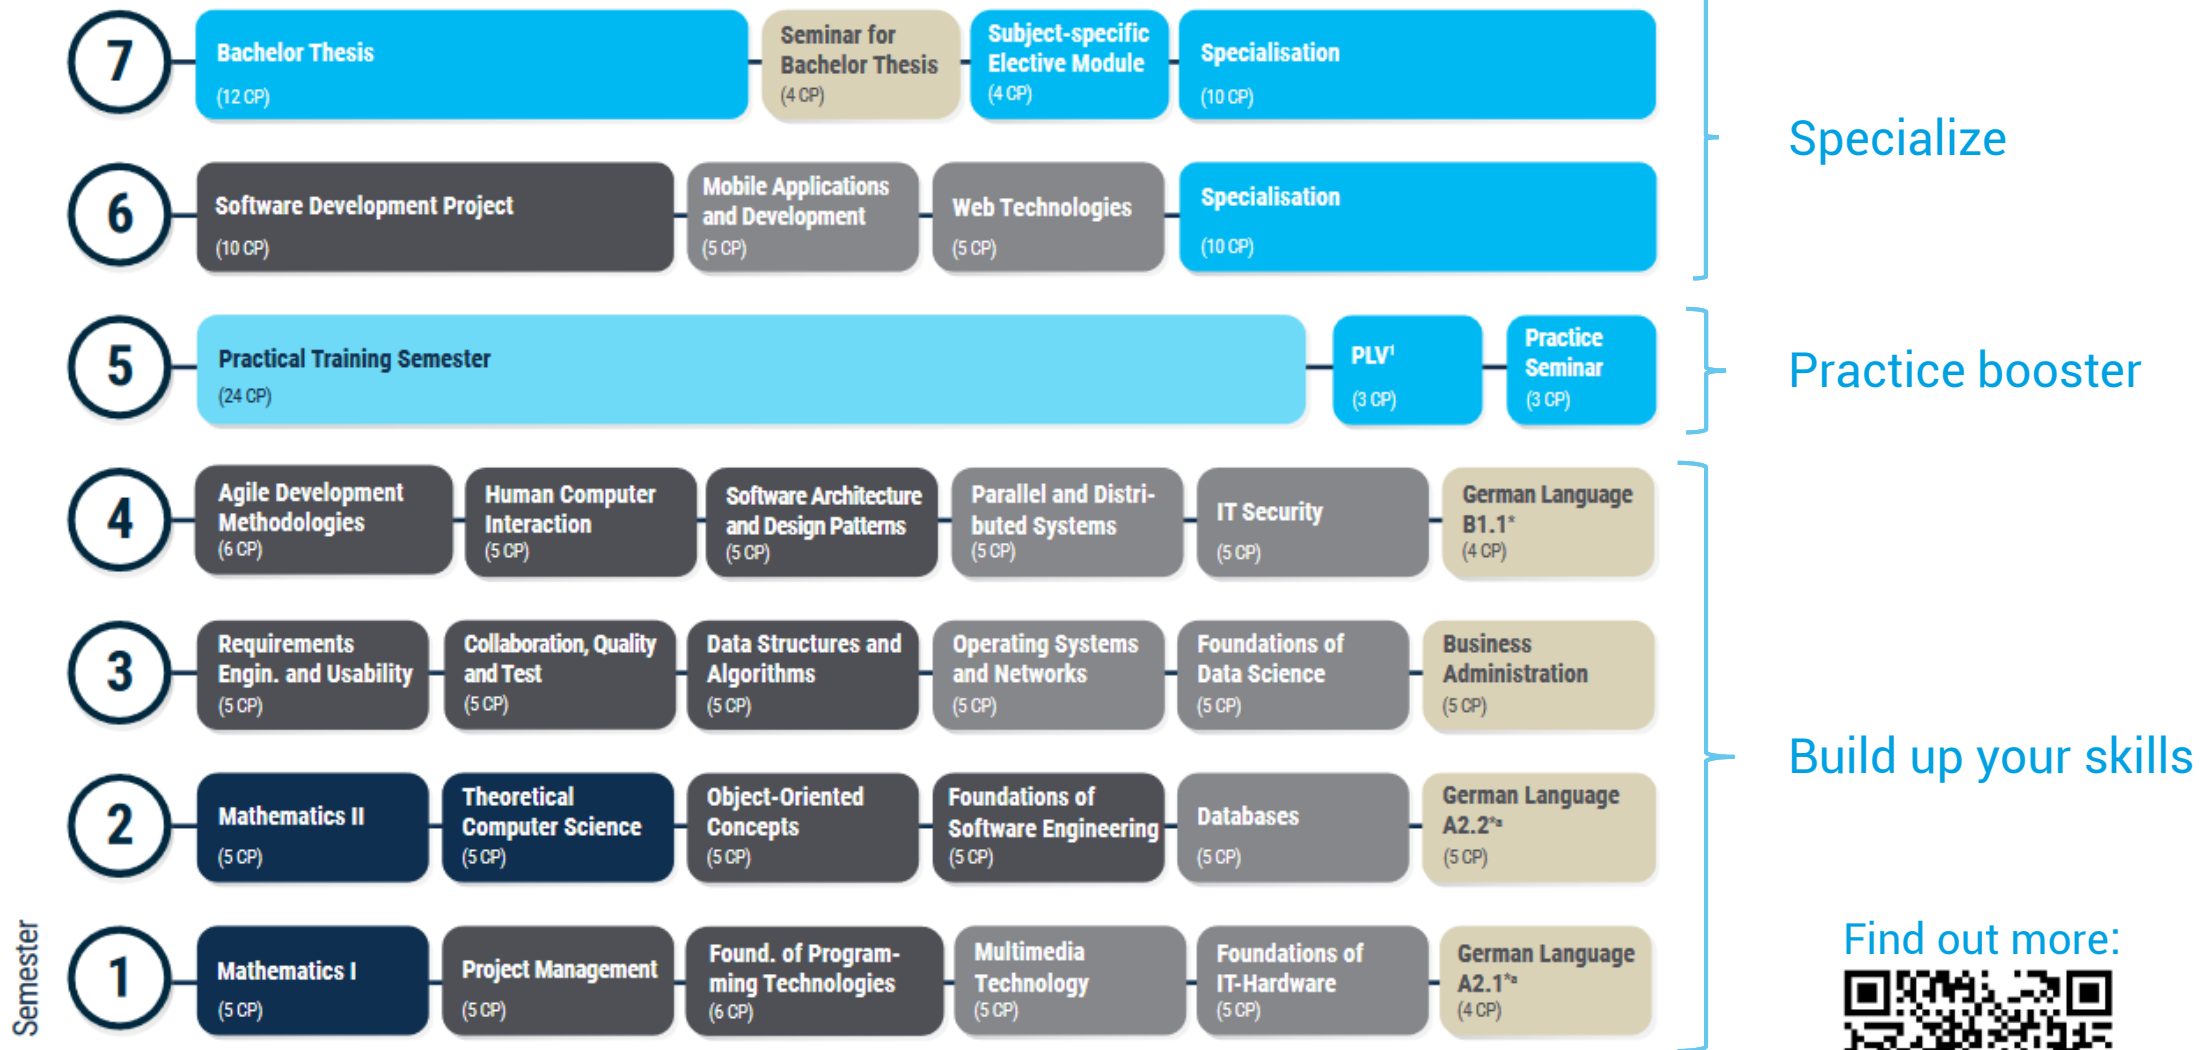 7
Bachelor Thesis
(12 CP)
Seminar for
Bachelor Thesis
(4 CP)
Subject-specific
Elective Module
(4 CP)
Specialisation
(10 CP)
Specialize
6
Software Development Project
(10 CP)
Mobile Applications
and Development
(5 CP)
Web Technologies
(5 CP)
Specialisation
(10 CP)
5
Practical Training Semester
(24 CP)
PLV¹
(3 CP)
Practice
Seminar
(3 CP)
Practice booster
4
Agile Development
Methodologies
(6 CP)
Human Computer
Interaction
(5 CP)
Software Architecture
and Design Patterns
(5 CP)
Parallel and Distri-
buted Systems
(5 CP)
IT Security
(5 CP)
German Language
B1.1*
(4 CP)
3
Requirements
Engin. and Usability
(5 CP)
Collaboration, Quality
and Test
(5 CP)
Data Structures and
Algorithms
(5 CP)
Operating Systems
and Networks
(5 CP)
Foundations of
Data Science
(5 CP)
Business
Administration
(5 CP)
Build up your skills
2
Mathematics II
(5 CP)
Theoretical
Computer Science
(5 CP)
Object-Oriented
Concepts
(5 CP)
Foundations of
Software Engineering
(5 CP)
Databases
(5 CP)
German Language
A2.2*ª
(5 CP)
Semester
1
Mathematics I
(5 CP)
Project Management
(5 CP)
Found. of Program-
ming Technologies
(6 CP)
Multimedia
Technology
(5 CP)
Foundations of
IT-Hardware
(5 CP)
German Language
A2.1*ª
(4 CP)
Find out more: